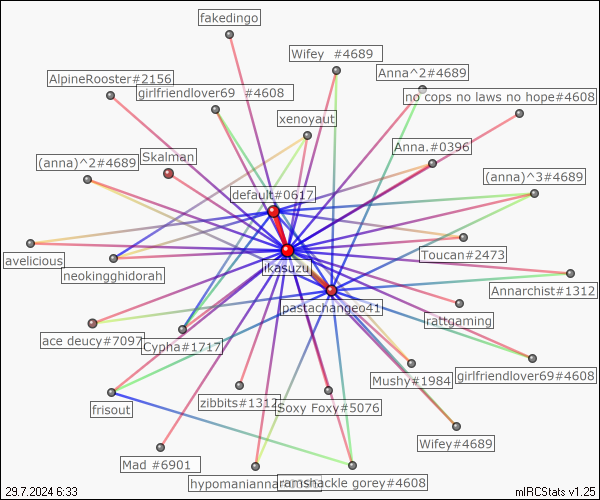 fakedingo
Wifey #4689
Anna^2#4689
AlpineRooster#2156
girlfriendlover69 #4608
no cops no laws no hope#4608
xenoyaut
Anna.#0396
Skalman
(anna)^2#4689
(anna)^3#4689
default#0617
Toucan#2473
avelicious
ikasuzu
neokingghidorah
Annarchist#1312
pastachangeo41
rattgaming
ace deucy#7097
Cypha#1717
Mushy#1984
girlfriendlover69#4608
zibbits#1312
Soxy Foxy#5076
frisout
Wifey#4689
Mad #6901
ramshackle gorey#4608
29.7.2024 6:33
mIRCStats v1.25